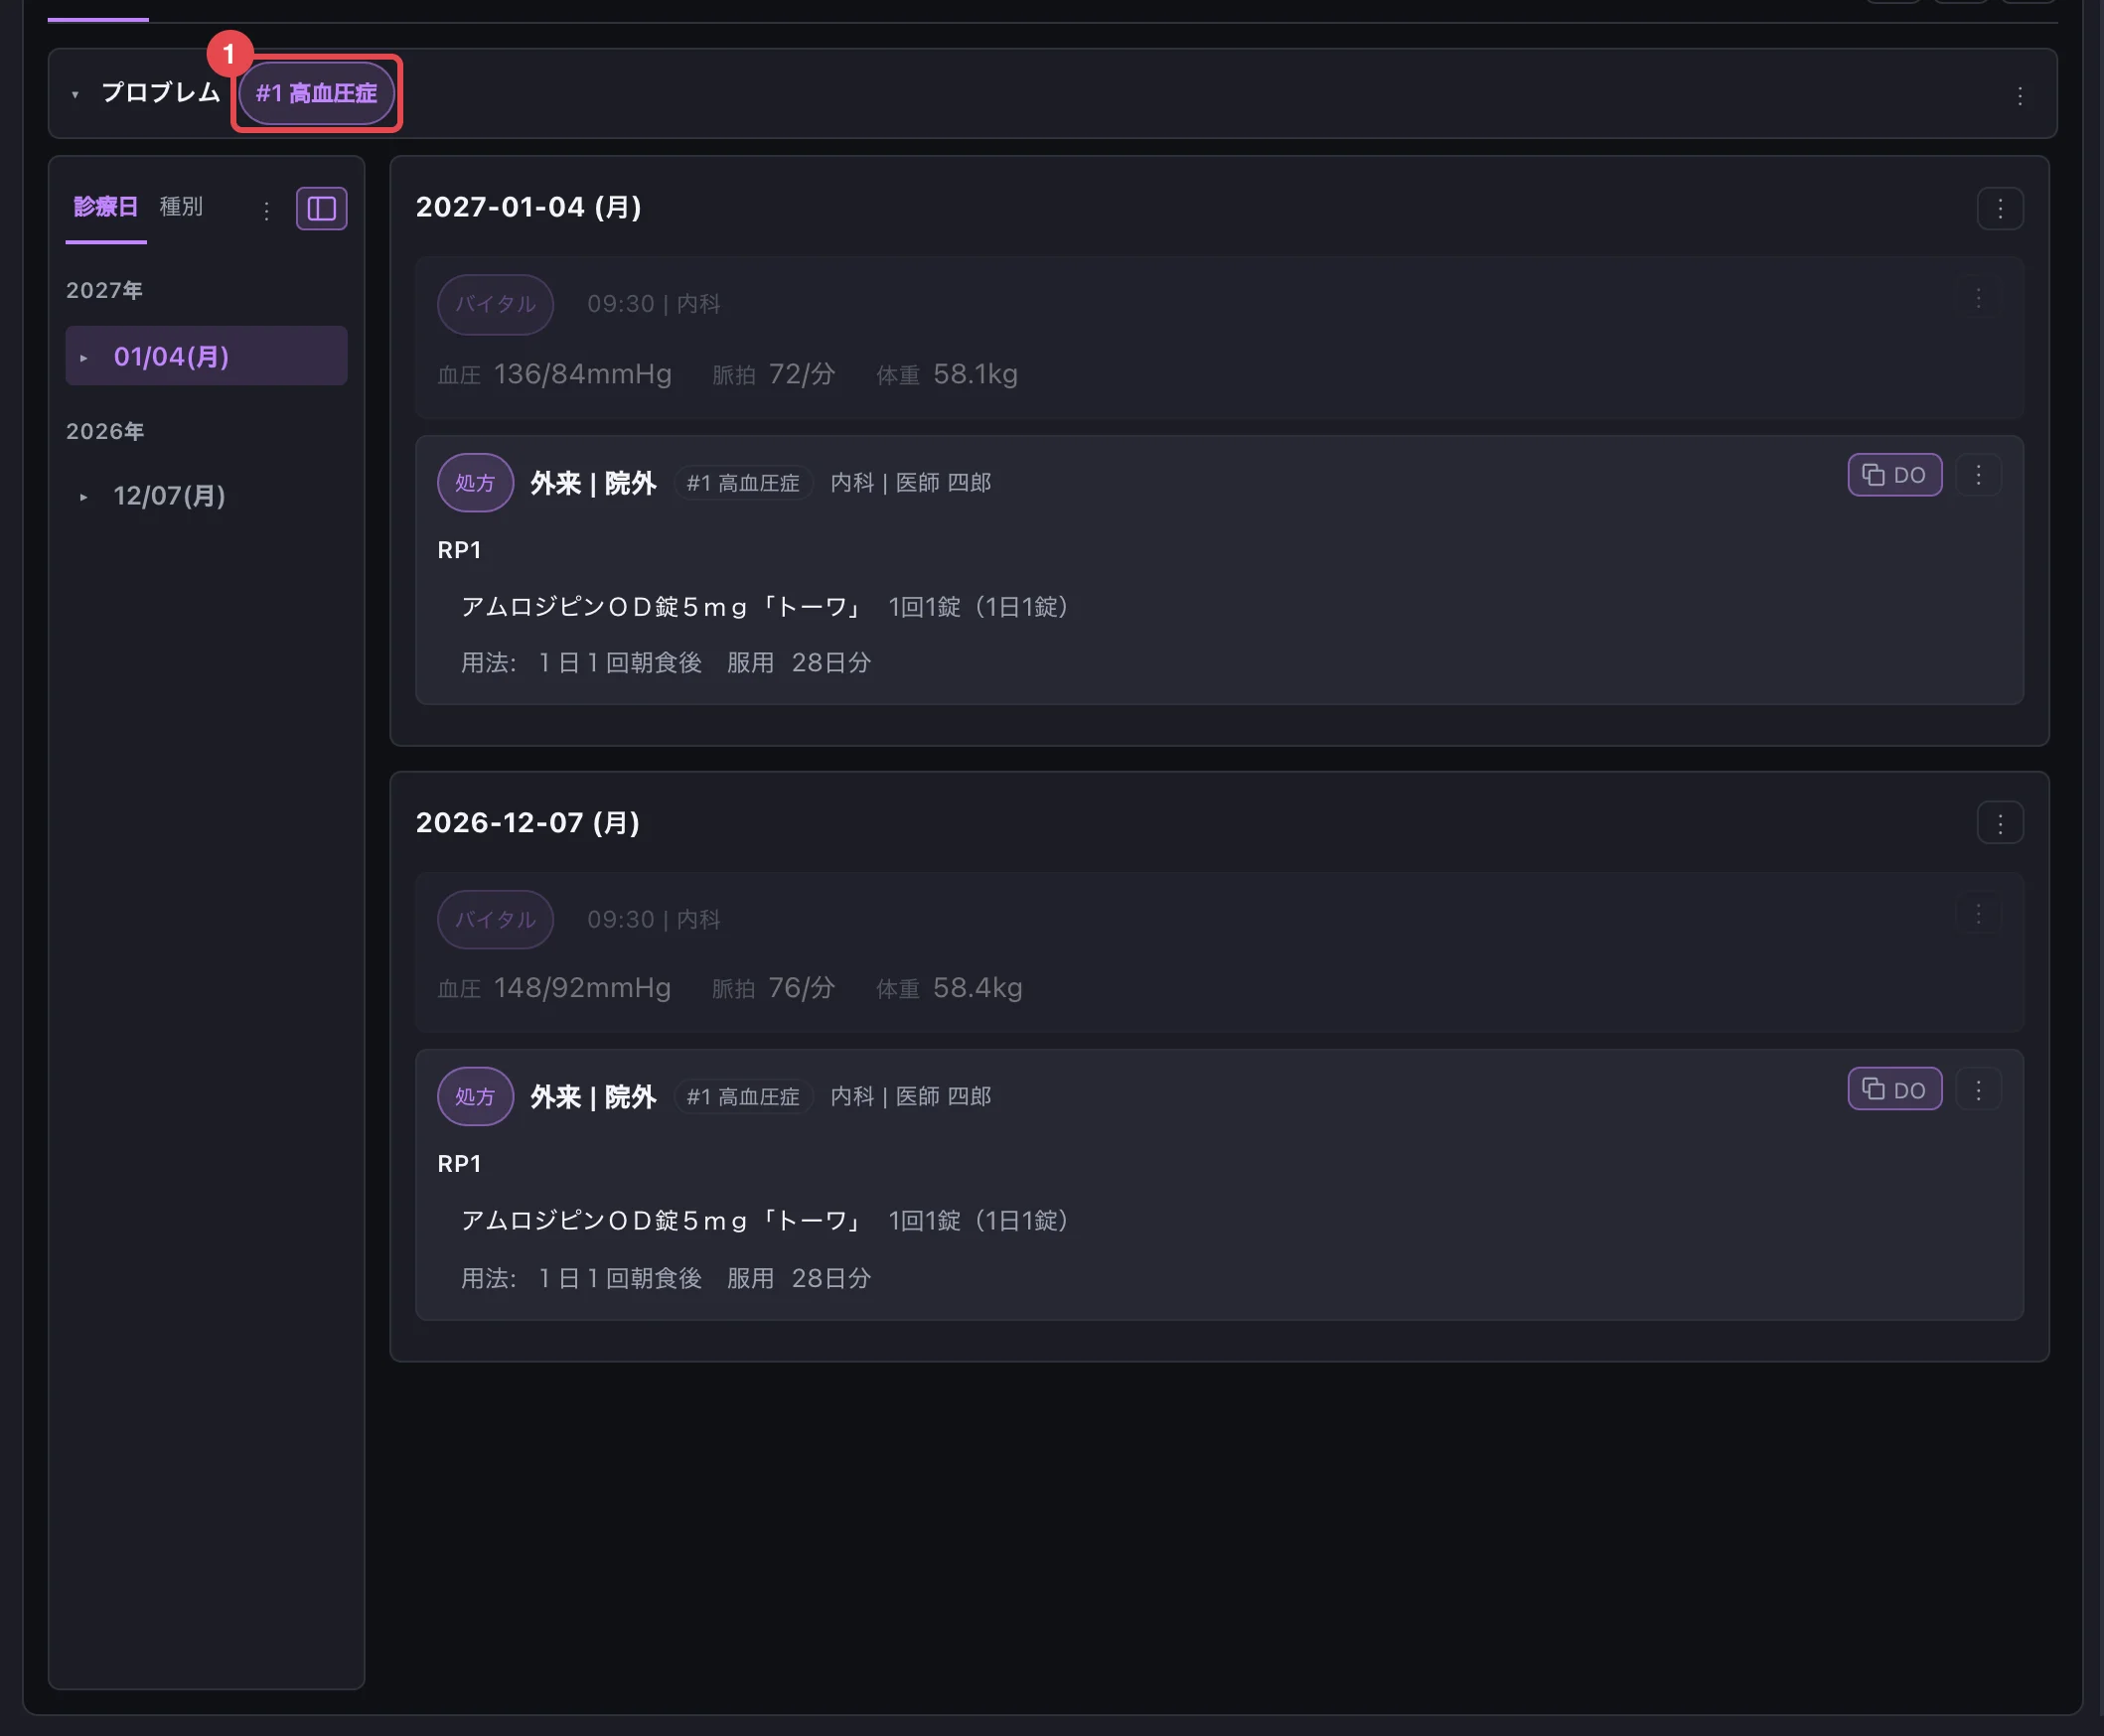 1
プロブレム #1 高血圧症
診療日 種別
2027年
01/04(月)
2026年
12/07(月)
2027-01-04 (月)
バイタル 09:30 | 内科
血圧 136/84mmHg 脈拍 72/分 体重 58.1kg
処方 外来 | 院外 #1 高血圧症 内科 | 医師 四郎 DO
RP1
アムロジピンＯＤ錠５ｍｇ「トーワ」 1回1錠（1日1錠）
用法: １日１回朝食後 服用 28日分
2026-12-07 (月)
バイタル 09:30 | 内科
血圧 148/92mmHg 脈拍 76/分 体重 58.4kg
処方 外来 | 院外 #1 高血圧症 内科 | 医師 四郎 DO
RP1
アムロジピンＯＤ錠５ｍｇ「トーワ」 1回1錠（1日1錠）
用法: １日１回朝食後 服用 28日分